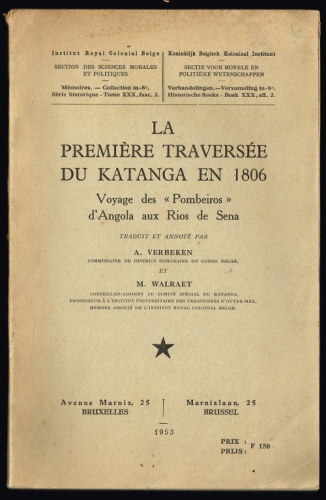 Institut Royal Colonial Belge
SECTION DES SCIENCES MORALES
ET POLITIQUES
Mémoires. — Collection in-8°.
Série historique - Tome XXX, fasc. 2.
Koninklijk Belgisch Koloniaal Instituut
SECTIE VOOR MORELE EN
POLITIEKE WETENSCHAPPEN
Verhandelingen. — Verzameling in-8°.
Historische Reeks - Boek XXX, afl. 2.
LA
PREMIÈRE TRAVERSÉE
DU KATANGA EN 1806
Voyage des « Pombeiros »
d'Angola aux Rios de Sena
TRADUIT ET ANNOTÉ PAR
A. VERBEKEN
COMMISSAIRE DE DISTRICT HONORAIRE DU CONGO BELGE,
ET
M. WALRAET
CONSEILLER-ADJOINT AU COMITÉ SPÉCIAL DU KATANGA,
PROFESSEUR À L'INSTITUT UNIVERSITAIRE DES TERRITOIRES D'OUTRE-MER,
MEMBRE ASSOCIÉ DE L'INSTITUT ROYAL COLONIAL BELGE.
Avenue Marnix, 25
BRUXELLES
Marnixlaan, 25
BRUSSEL
1953
PRIX :
PRIJS:
F 150